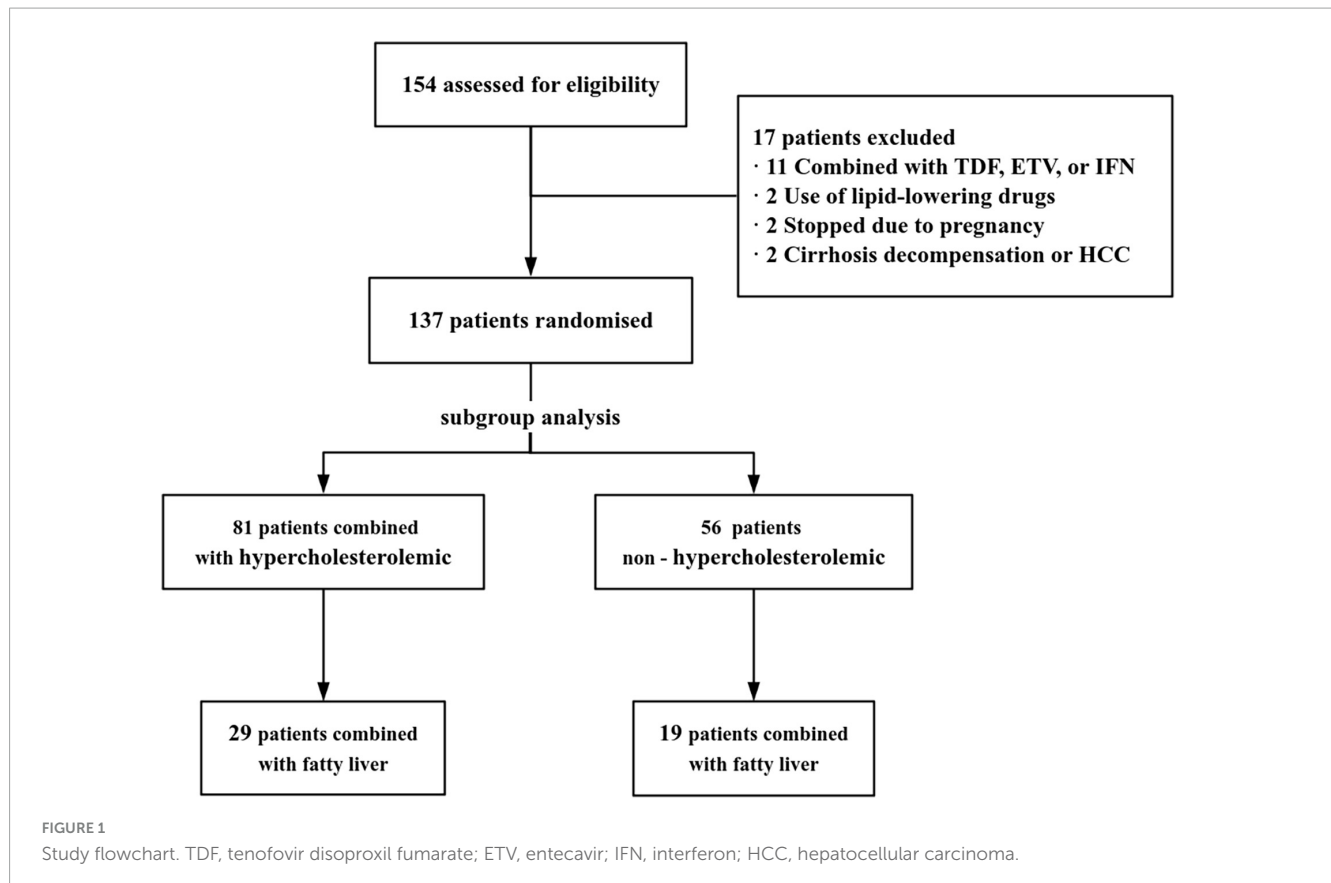 154 assessed for eligibility
17 patients excluded
· 11 Combined with TDF, ETV, or IFN
· 2 Use of lipid-lowering drugs
· 2 Stopped due to pregnancy
· 2 Cirrhosis decompensation or HCC
137 patients randomised
subgroup analysis
81 patients combined
with hypercholesterolemic
56 patients
non - hypercholesterolemic
29 patients combined
with fatty liver
19 patients combined
with fatty liver
FIGURE 1
Study flowchart. TDF, tenofovir disoproxil fumarate; ETV, entecavir; IFN, interferon; HCC, hepatocellular carcinoma.